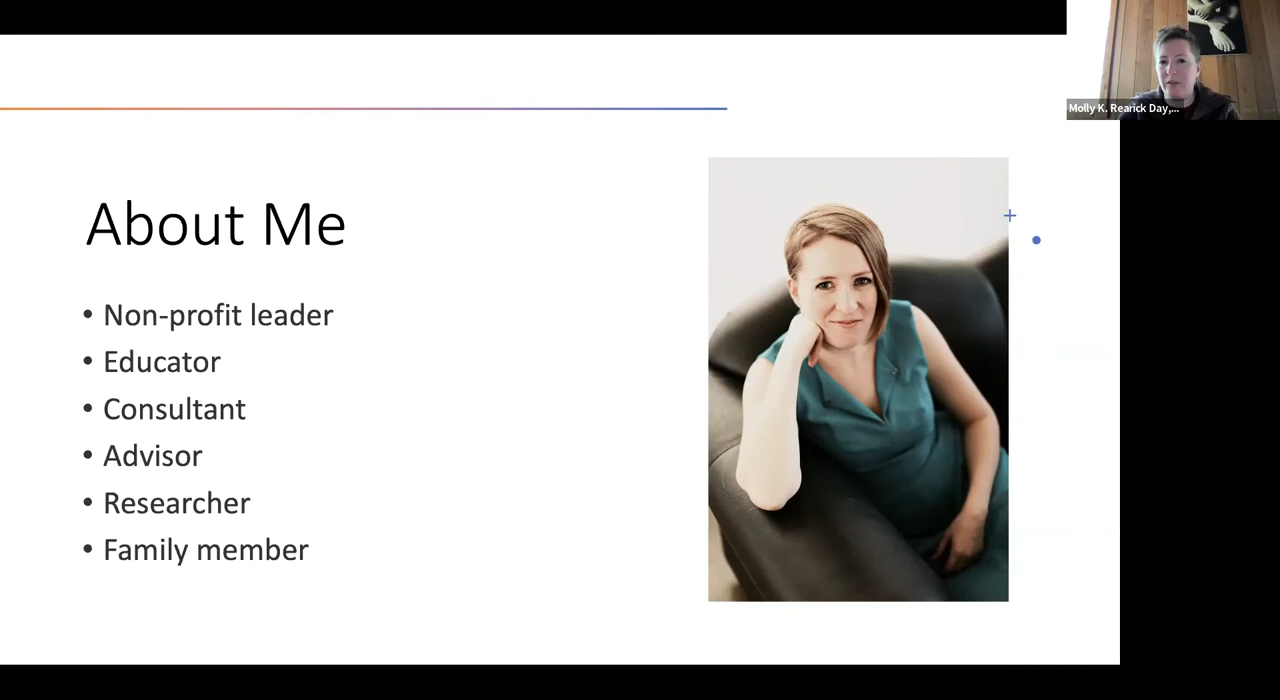 Molly K. Rearick Day,...
About Me
• Non-profit leader
• Educator
• Consultant
• Advisor
• Researcher
• Family member